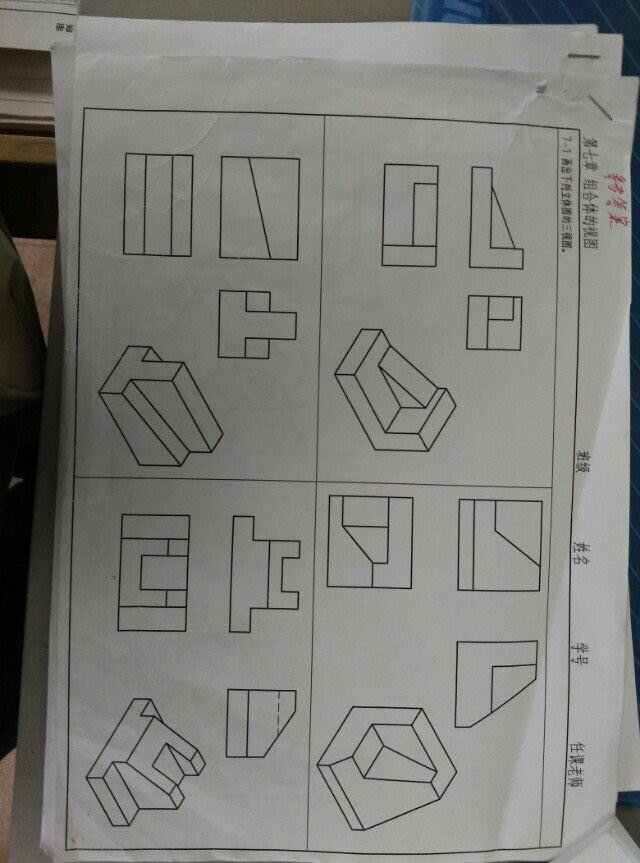 参考答案
第七章 组合体的视图
班级 姓名 学号 任课老师
7-1 画出下列立体图的三视图。